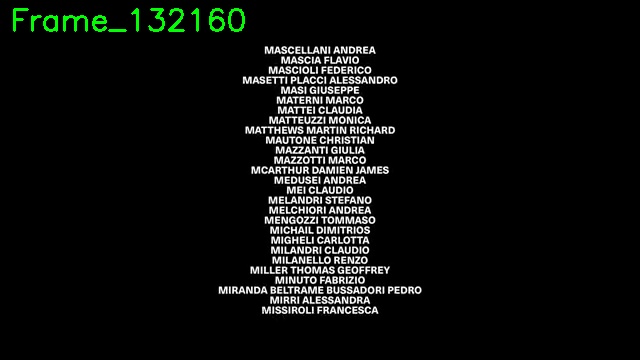 Frame_132160
MASCELLANI ANDREA
MASCIA FLAVIO
MASCIOLI FEDERICO
MASETTI PLACCI ALESSANDRO
MASI GIUSEPPE
MATERNI MARCO
MATTEI CLAUDIA
MATTEUZZI MONICA
MATTHEWS MARTIN RICHARD
MAUTONE CHRISTIAN
MAZZANTI GIULIA
MAZZOTTI MARCO
MCARTHUR DAMIEN JAMES
MEDUSEI ANDREA
MEI CLAUDIO
MELANDRI STEFANO
MELCHIORI ANDREA
MENGOZZI TOMMASO
MICHAIL DIMITRIOS
MIGHELI CARLOTTA
MILANDRI CLAUDIO
MILANELLO RENZO
MILLER THOMAS GEOFFREY
MINUTO FABRIZIO
MIRANDA BELTRAME BUSSADORI PEDRO
MIRRI ALESSANDRA
MISSIROLI FRANCESCA